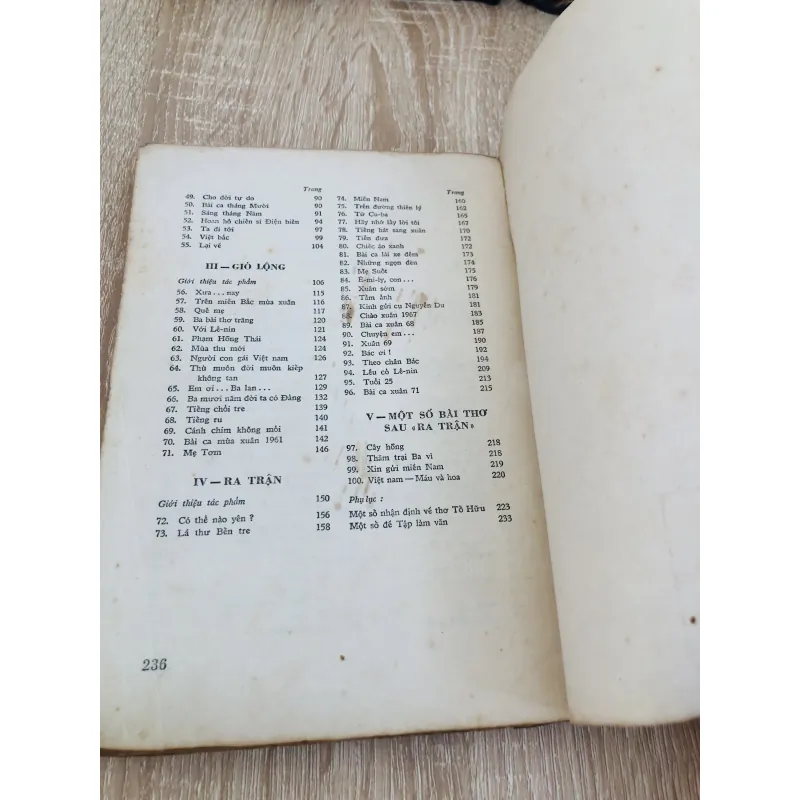 Trang
49. Cho đời tự do 90
50. Bài ca tháng Mười 90
51. Sáng tháng Năm 91
52. Hoan hô chiến sĩ Điện biên 94
53. Ta đi tới 97
54. Việt bắc 99
55. Lại về 104
III — GIÓ LỘNG
Giới thiệu tác phẩm 106
56. Xưa... nay 115
57. Trên miền Bắc mùa xuân 116
58. Quê mẹ 117
59. Ba bài thơ trăng 120
60. Với Lê-nin 121
61. Phạm Hồng Thái 124
62. Mùa thu mới 124
63. Người con gái Việt nam 126
64. Thù muôn đời muôn kiếp
không tan 127
65. Em ơi... Ba lan... 129
66. Ba mươi năm đời ta có Đảng 132
67. Tiếng chổi tre 139
68. Tiếng ru 140
69. Cánh chim không mỏi 141
70. Bài ca mùa xuân 1961 142
71. Mẹ Tơm 146
IV — RA TRẬN
Giới thiệu tác phẩm 150
72. Có thể nào yên ? 156
73. Lá thư Bến tre 158
Trang
74. Miền Nam 160
75. Trên đường thiên lý 162
76. Từ Cu-ba 165
77. Hãy nhớ lấy lời tôi 167
78. Tiếng hát sang xuân 170
79. Tiễn đưa 172
80. Chiếc áo xanh 172
81. Bài ca lái xe đêm 173
82. Những ngọn đèn 174
83. Mẹ Suốt 175
84. Ê-mi-ly, con... 176
85. Xuân sớm 179
86. Tấm ảnh 181
87. Kính gửi cụ Nguyễn Du 181
88. Chào xuân 1967 183
89. Bài ca xuân 68 185
90. Chuyện em... 187
91. Xuân 69 190
92. Bác ơi ! 192
93. Theo chân Bác 194
94. Lều cỏ Lê-nin 209
95. Tuổi 25 213
96. Bài ca xuân 71 215
V — MỘT SỐ BÀI THƠ
SAU «RA TRẬN»
97. Cây hồng 218
98. Thăm trại Ba vì 218
99. Xin gửi miền Nam 219
100. Việt nam — Máu và hoa 220
Phụ lục :
Một số nhận định về thơ Tố Hữu 223
Một số đề Tập làm văn 233
236